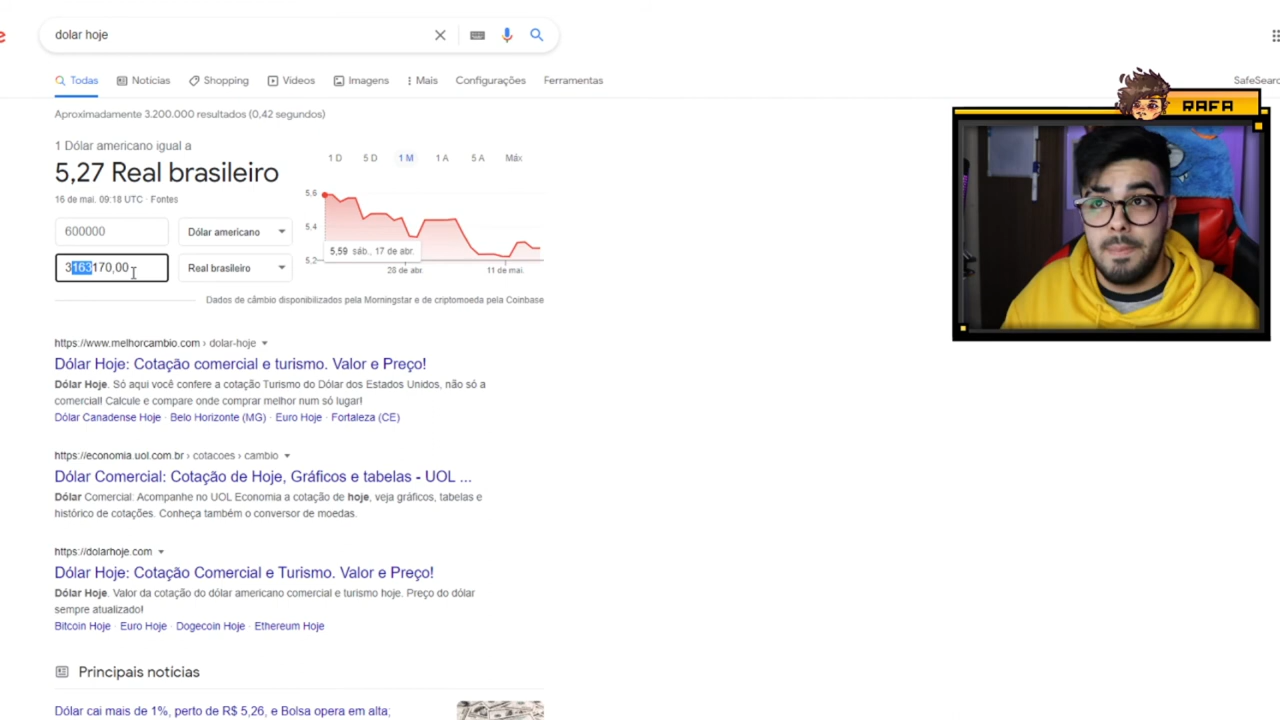 dolar hoje
Todas Notícias Shopping Vídeos Imagens Mais Configurações Ferramentas
SafeSearc
Aproximadamente 3.200.000 resultados (0,42 segundos)
RAFA
1 Dólar americano igual a
5,27 Real brasileiro
16 de mai. 09:18 UTC · Fontes
1 D 5 D 1 M 1 A 5 A Máx
5,6
5,4
5,2
5,59 sáb., 17 de abr.
28 de abr. 11 de mai.
600000 Dólar americano
3163170,00 Real brasileiro
Dados de câmbio disponibilizados pela Morningstar e de criptomoeda pela Coinbase
https://www.melhorcambio.com › dolar-hoje
Dólar Hoje: Cotação comercial e turismo. Valor e Preço!
Dólar Hoje. Só aqui você confere a cotação Turismo do Dólar dos Estados Unidos, não só a
comercial! Calcule e compare onde comprar melhor num só lugar!
Dólar Canadense Hoje · Belo Horizonte (MG) · Euro Hoje · Fortaleza (CE)
https://economia.uol.com.br › cotacoes › cambio
Dólar Comercial: Cotação de Hoje, Gráficos e tabelas - UOL ...
Dólar Comercial: Acompanhe no UOL Economia a cotação de hoje, veja gráficos, tabelas e
histórico de cotações. Conheça também o conversor de moedas.
https://dolarhoje.com
Dólar Hoje: Cotação Comercial e Turismo. Valor e Preço!
Dólar Hoje. Valor da cotação do dólar americano comercial e turismo hoje. Preço do dólar
sempre atualizado!
Bitcoin Hoje · Euro Hoje · Dogecoin Hoje · Ethereum Hoje
Principais notícias
Dólar cai mais de 1%, perto de R$ 5,26, e Bolsa opera em alta;